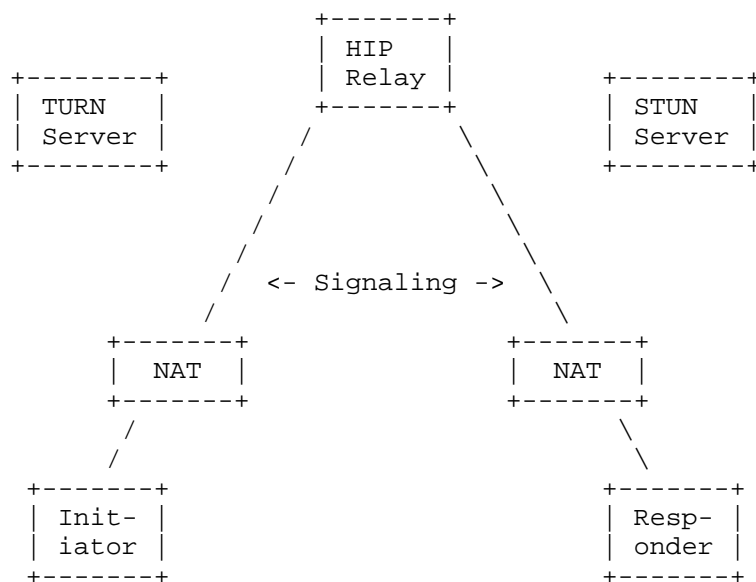 HIP
Relay
TURN
Server
STUN
Server
<- Signaling ->
NAT
NAT
Init-
iator
Resp-
onder